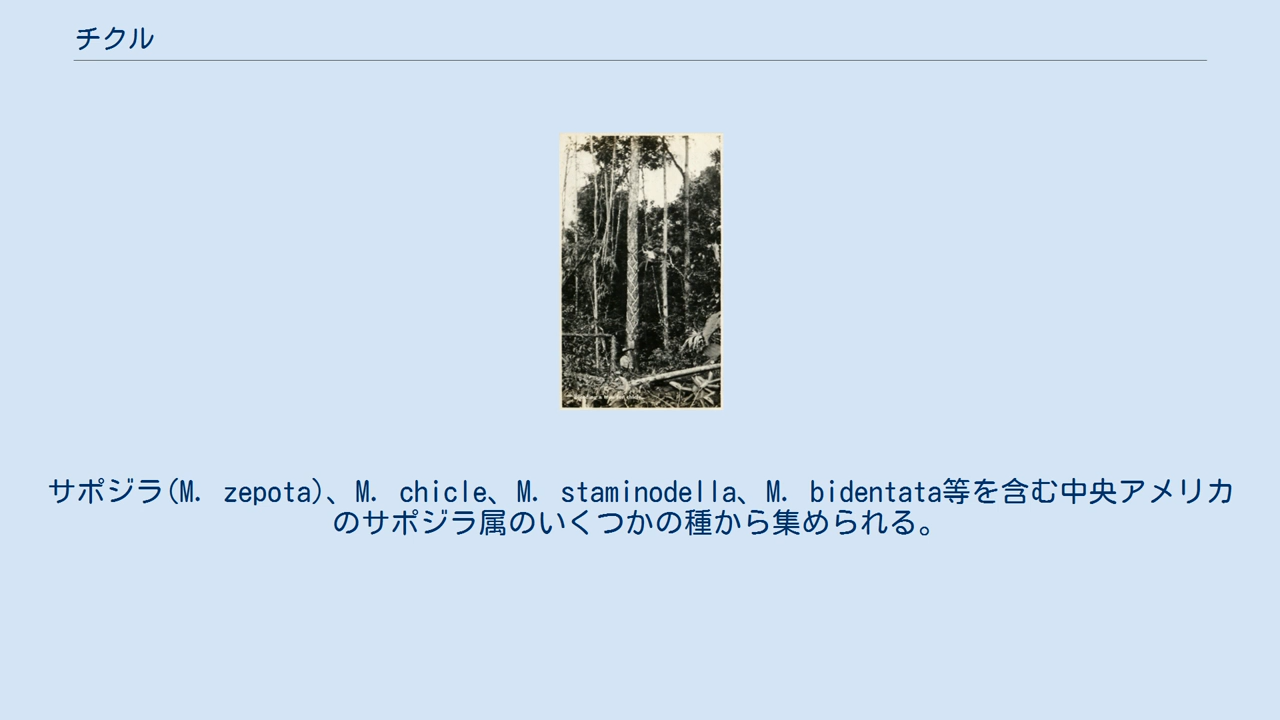 チクル
サポジラ(M. zepota)、M. chicle、M. staminodella、M. bidentata等を含む中央アメリカ
のサポジラ属のいくつかの種から集められる。